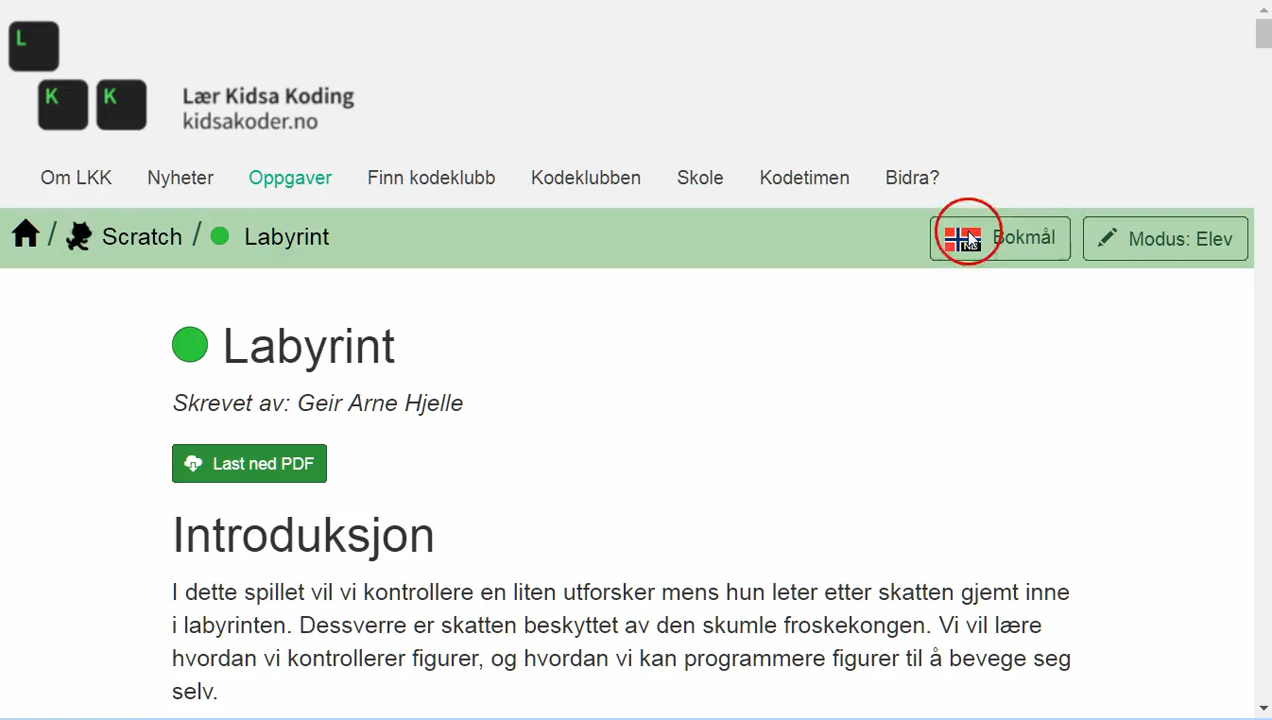 L
K K
Lær Kidsa Koding
kidsakoder.no
Om LKK Nyheter Oppgaver Finn kodeklubb Kodeklubben Skole Kodetimen Bidra?
/ Scratch / Labyrint Bokmål Modus: Elev
Labyrint
Skrevet av: Geir Arne Hjelle
Last ned PDF
Introduksjon
I dette spillet vil vi kontrollere en liten utforsker mens hun leter etter skatten gjemt inne
i labyrinten. Dessverre er skatten beskyttet av den skumle froskekongen. Vi vil lære
hvordan vi kontrollerer figurer, og hvordan vi kan programmere figurer til å bevege seg
selv.